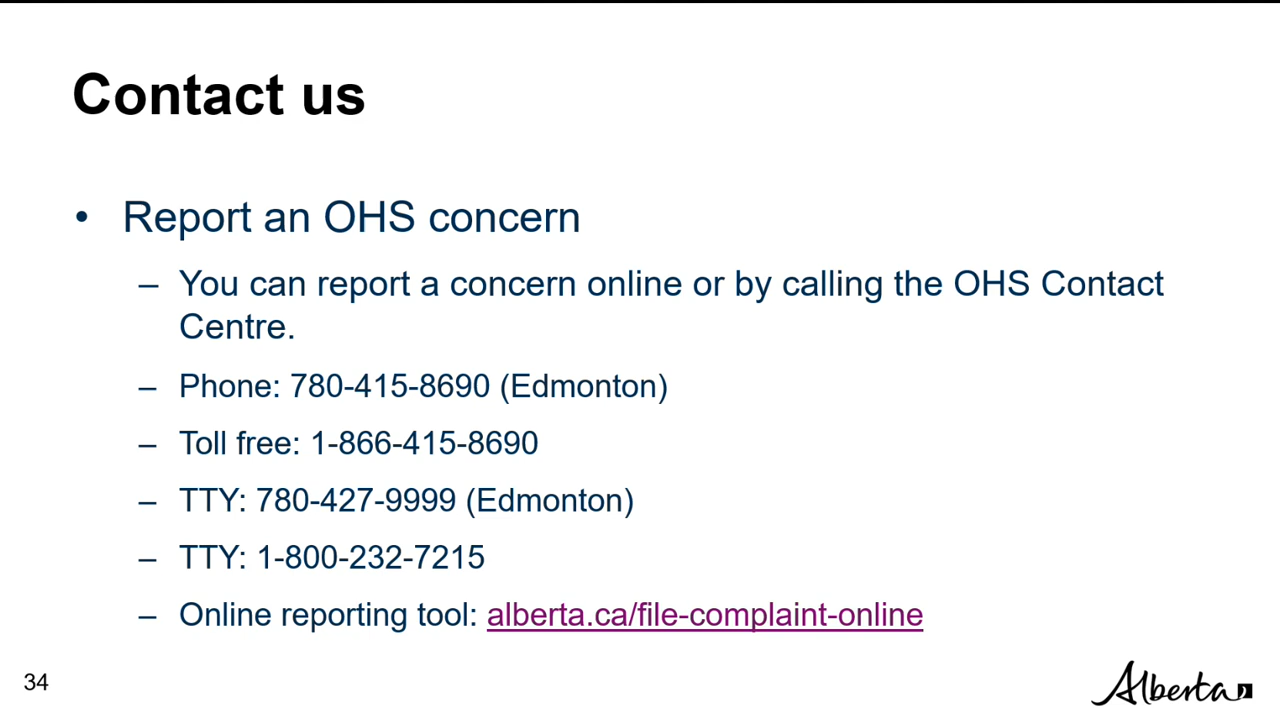 Contact us
• Report an OHS concern
– You can report a concern online or by calling the OHS Contact
Centre.
– Phone: 780-415-8690 (Edmonton)
– Toll free: 1-866-415-8690
– TTY: 780-427-9999 (Edmonton)
– TTY: 1-800-232-7215
– Online reporting tool: alberta.ca/file-complaint-online
34
Alberta